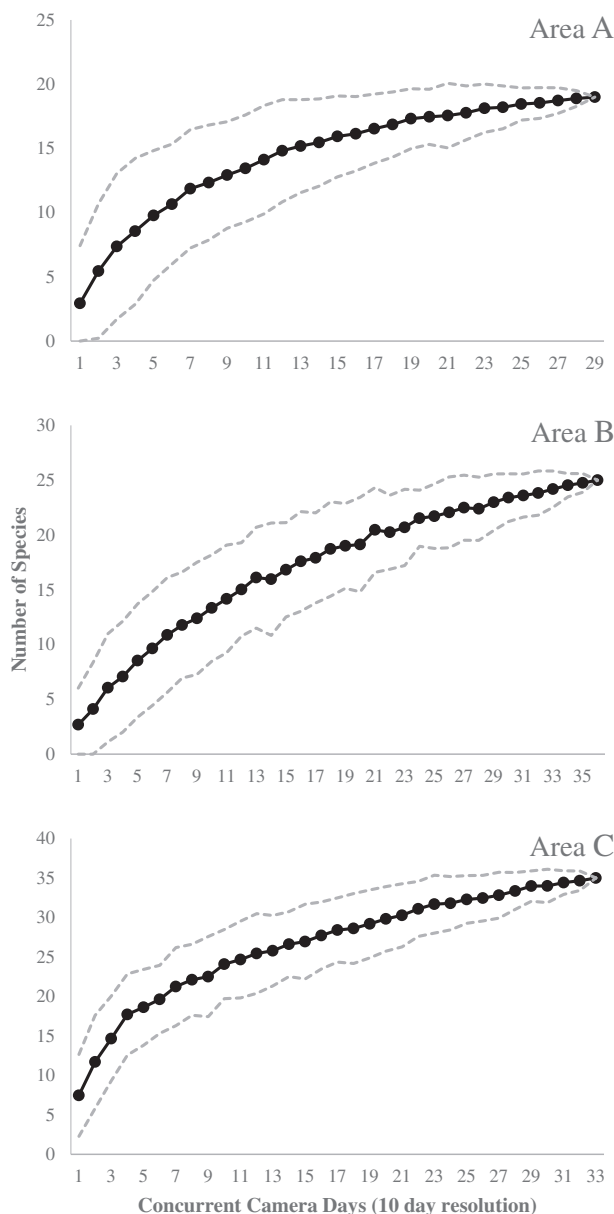 Area A
25
20
15
10
5
0
1 3 5 7 9 11 13 15 17 19 21 23 25 27 29
Area B
Number of Species
30
25
20
15
10
5
0
1 3 5 7 9 11 13 15 17 19 21 23 25 27 29 31 33 35
Area C
40
35
30
25
20
15
10
5
0
1 3 5 7 9 11 13 15 17 19 21 23 25 27 29 31 33
Concurrent Camera Days (10 day resolution)